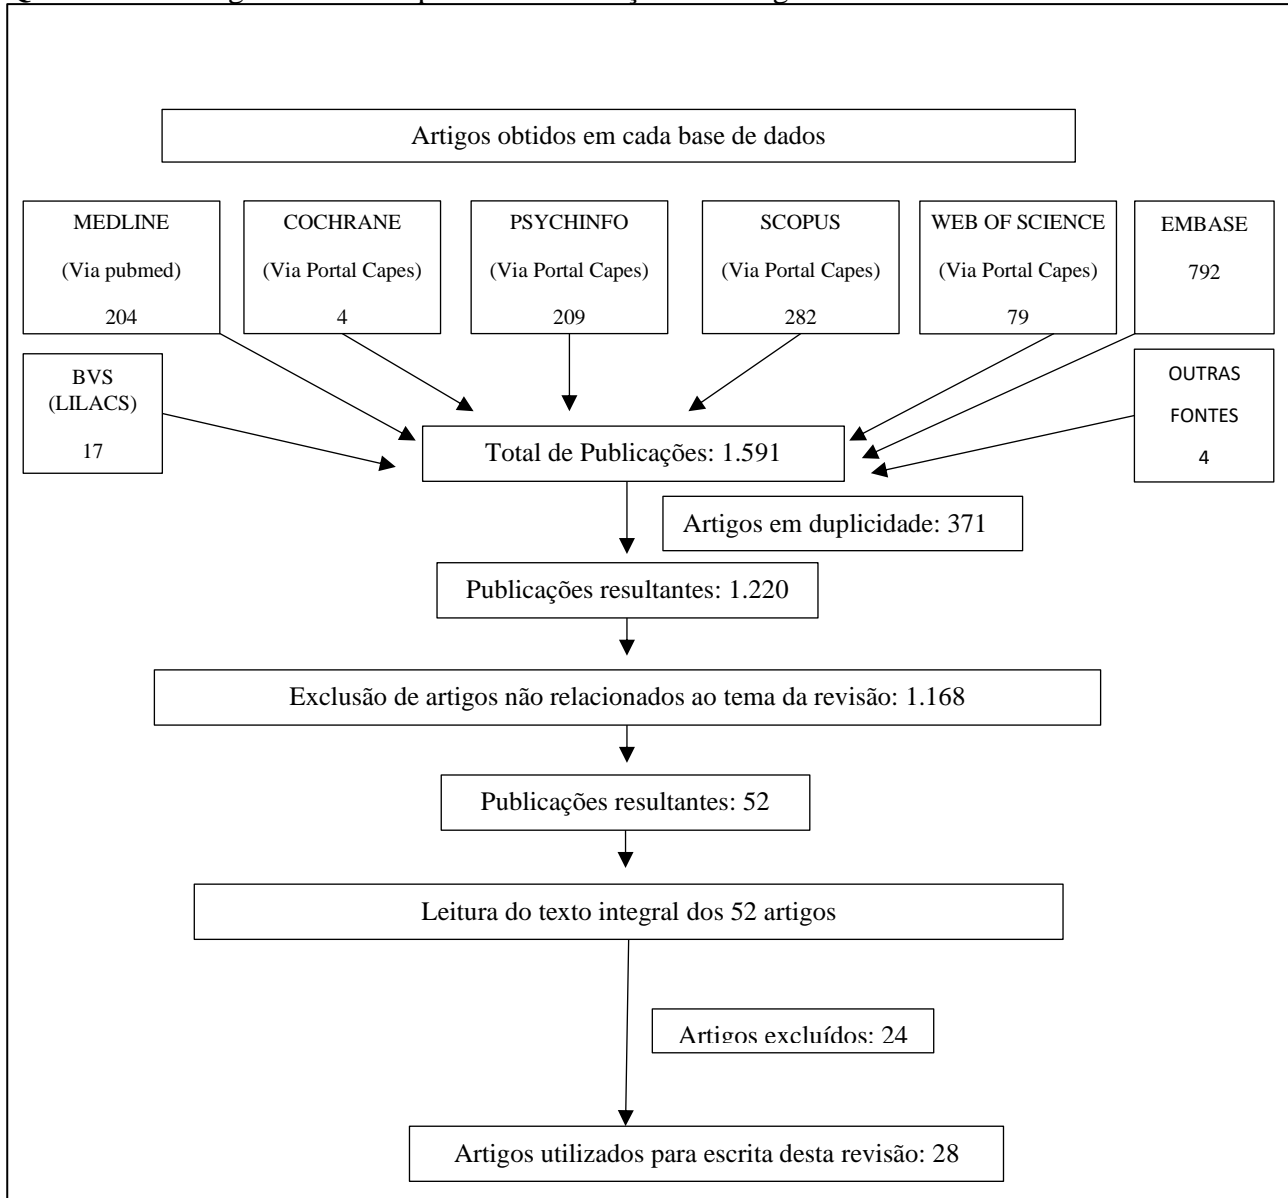 Artigos obtidos em cada base de dados
MEDLINE
(Via pubmed)
204
COCHRANE
(Via Portal Capes)
4
PSYCHINFO
(Via Portal Capes)
209
SCOPUS
(Via Portal Capes)
282
WEB OF SCIENCE
(Via Portal Capes)
79
EMBASE
792
BVS
(LILACS)
17
OUTRAS
FONTES
4
Total de Publicações: 1.591
Artigos em duplicidade: 371
Publicações resultantes: 1.220
Exclusão de artigos não relacionados ao tema da revisão: 1.168
Publicações resultantes: 52
Leitura do texto integral dos 52 artigos
Artigos excluídos: 24
Artigos utilizados para escrita desta revisão: 28